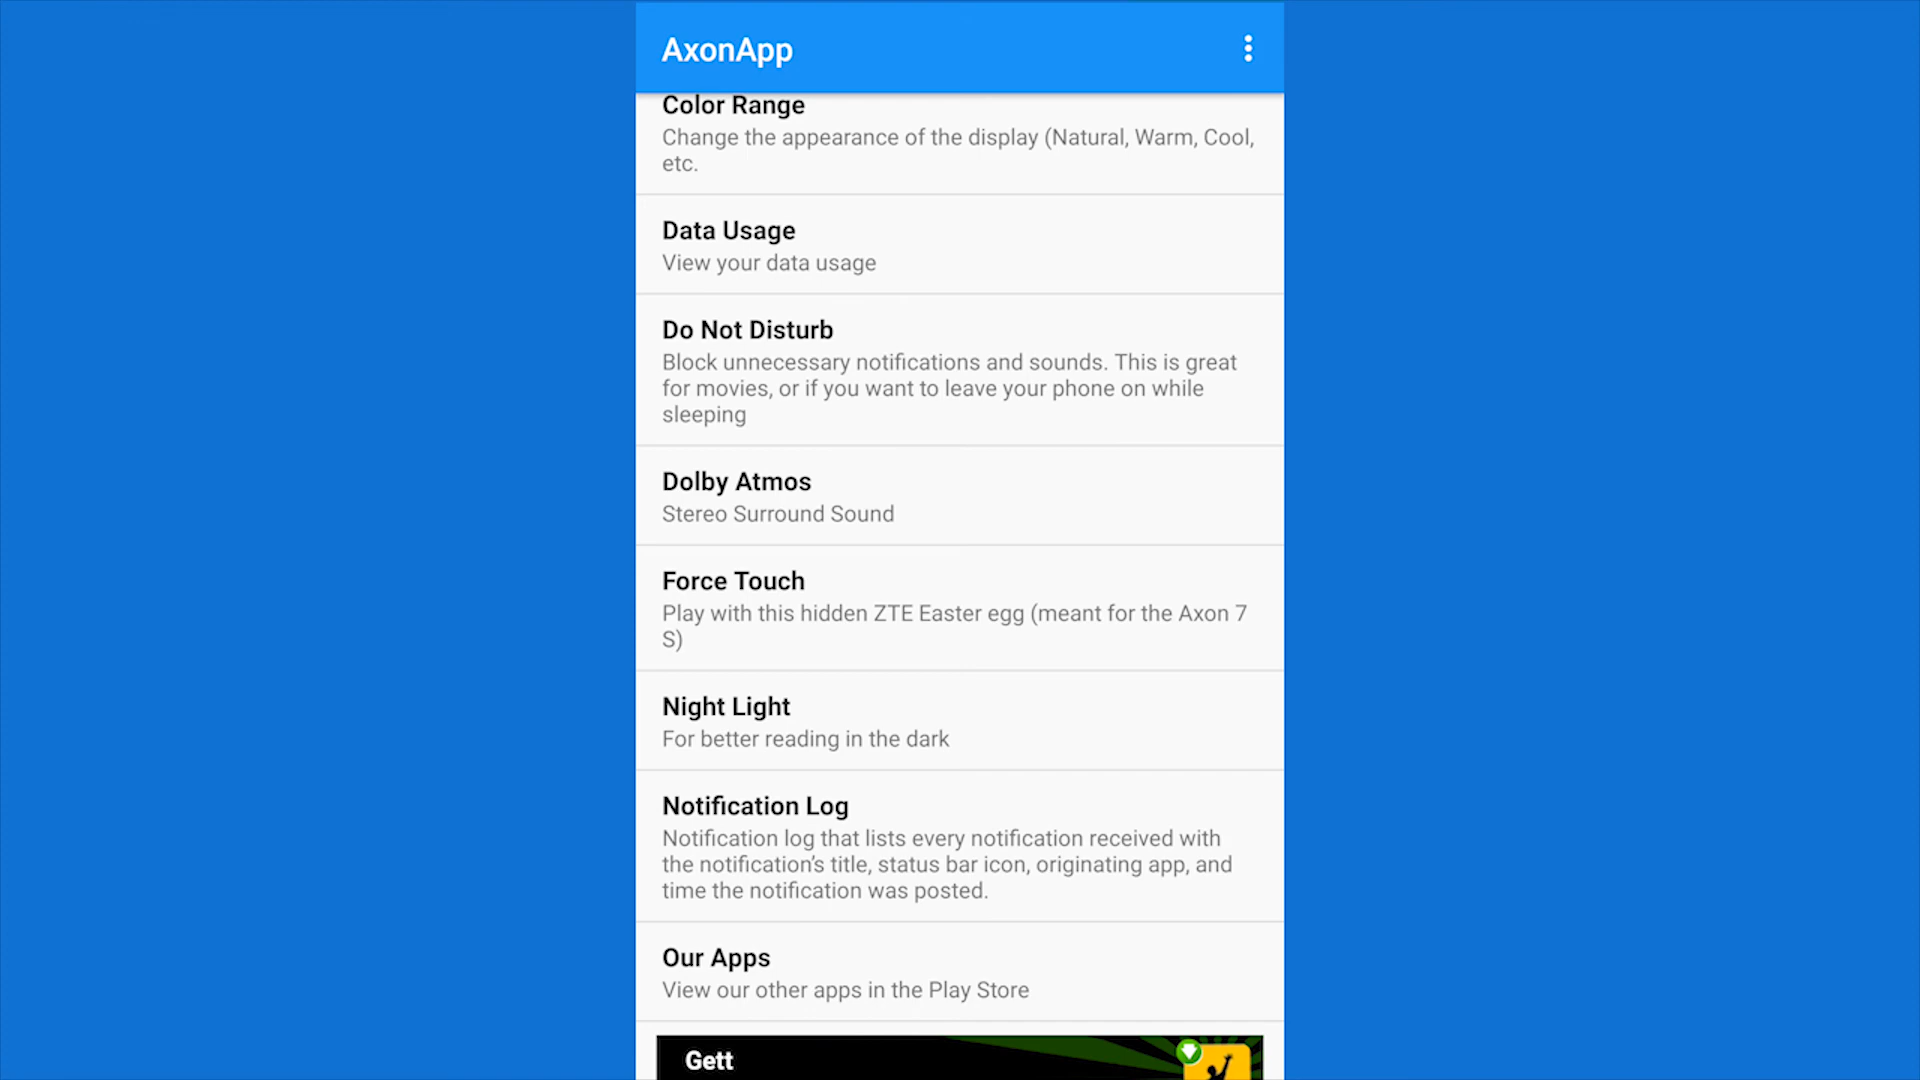 AxonApp
Color Range
Change the appearance of the display (Natural, Warm, Cool,
etc.
Data Usage
View your data usage
Do Not Disturb
Block unnecessary notifications and sounds. This is great
for movies, or if you want to leave your phone on while
sleeping
Dolby Atmos
Stereo Surround Sound
Force Touch
Play with this hidden ZTE Easter egg (meant for the Axon 7
S)
Night Light
For better reading in the dark
Notification Log
Notification log that lists every notification received with
the notification's title, status bar icon, originating app, and
time the notification was posted.
Our Apps
View our other apps in the Play Store
Gett